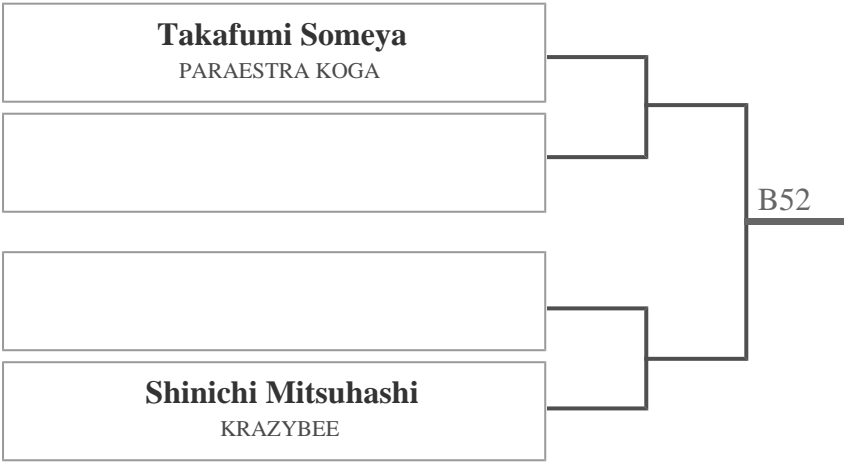 Takafumi Someya
PARAESTRA KOGA
B52
Shinichi Mitsuhashi
KRAZYBEE